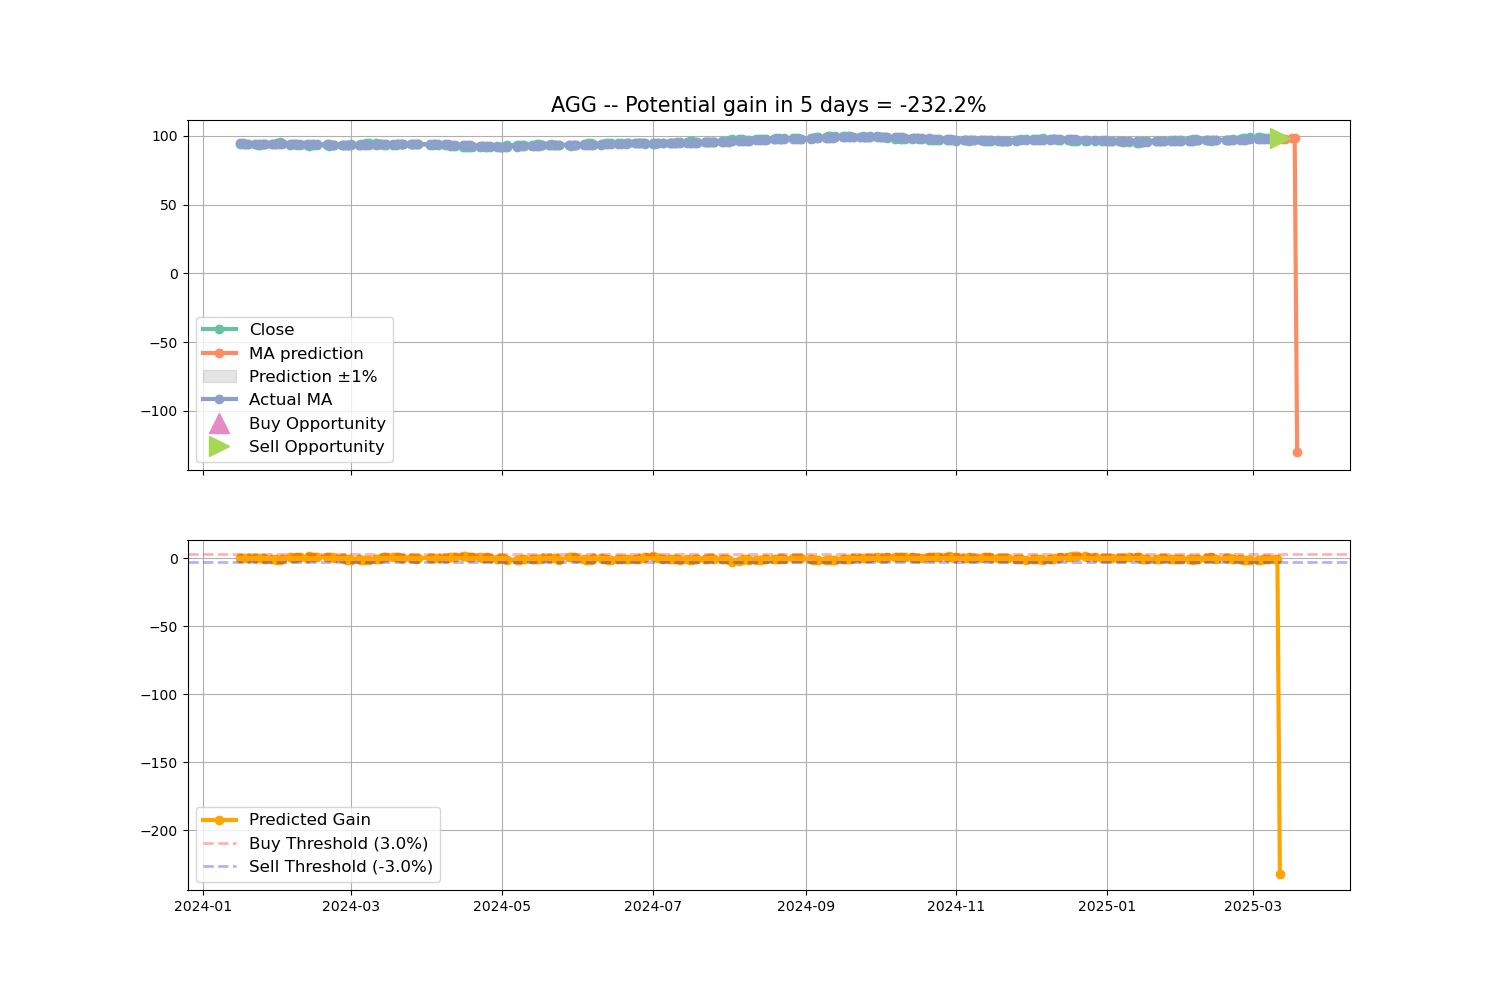 AGG -- Potential gain in 5 days = -232.2%
100
50
0
−50
−100
Close
MA prediction
Prediction ±1%
Actual MA
Buy Opportunity
Sell Opportunity
0
−50
−100
−150
−200
Predicted Gain
Buy Threshold (3.0%)
Sell Threshold (-3.0%)
2024-01 2024-03 2024-05 2024-07 2024-09 2024-11 2025-01 2025-03